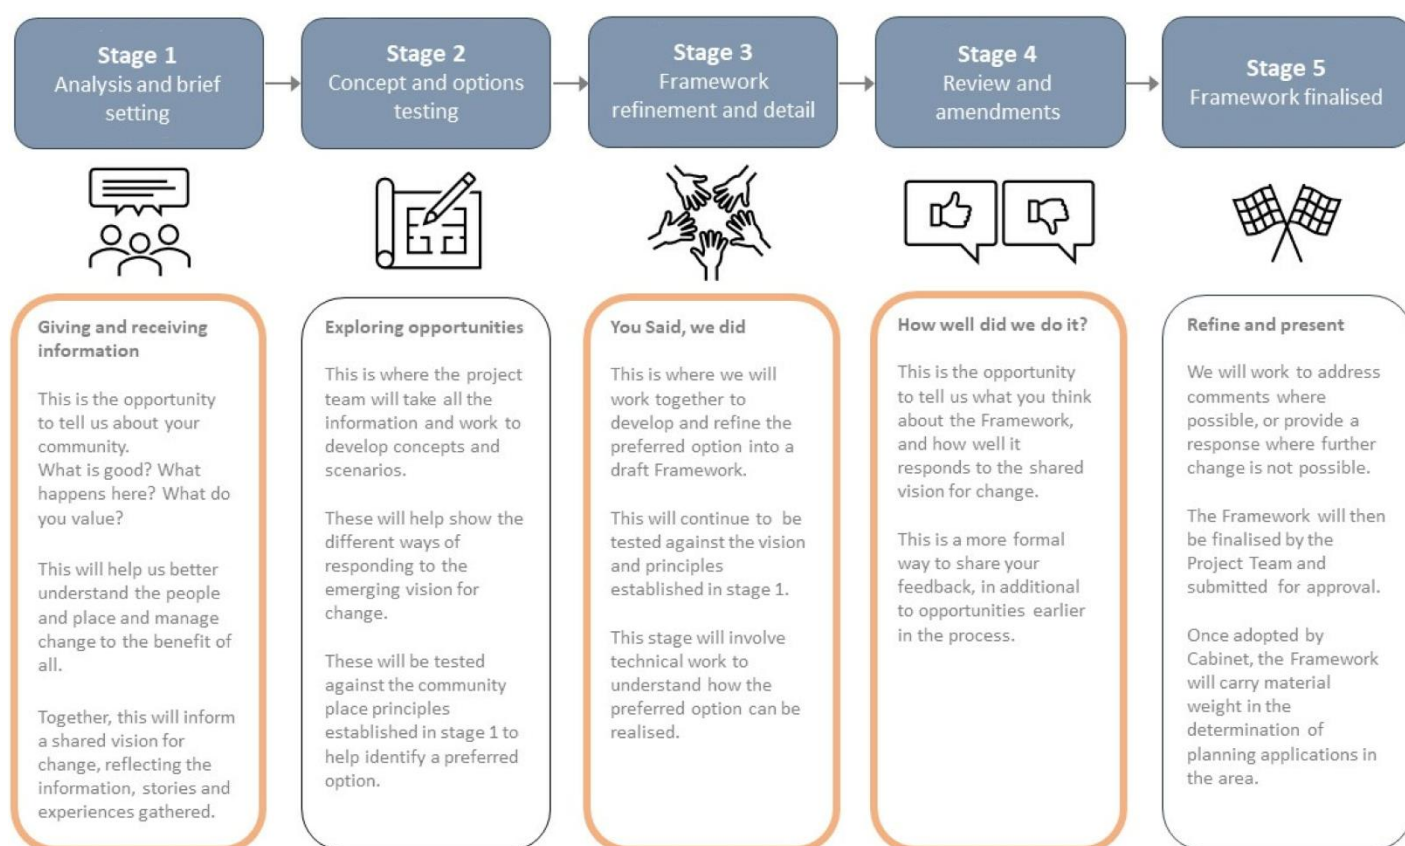 Stage 1
Analysis and brief
setting
Stage 2
Concept and options
testing
Stage 3
Framework
refinement and detail
Stage 4
Review and
amendments
Stage 5
Framework finalised
Giving and receiving
information
This is the opportunity
to tell us about your
community.
What is good? What
happens here? What do
you value?
This will help us better
understand the people
and place and manage
change to the benefit of
all.
Together, this will inform
a shared vision for
change, reflecting the
information, stories and
experiences gathered.
Exploring opportunities
This is where the project
team will take all the
information and work to
develop concepts and
scenarios.
These will help show the
different ways of
responding to the
emerging vision for
change.
These will be tested
against the community
place principles
established in stage 1 to
help identify a preferred
option.
You Said, we did
This is where we will
work together to
develop and refine the
preferred option into a
draft Framework.
This will continue to be
tested against the vision
and principles
established in stage 1.
This stage will involve
technical work to
understand how the
preferred option can be
realised.
How well did we do it?
This is the opportunity
to tell us what you think
about the Framework,
and how well it
responds to the shared
vision for change.
This is a more formal
way to share your
feedback, in additional
to opportunities earlier
in the process.
Refine and present
We will work to address
comments where
possible, or provide a
response where further
change is not possible.
The Framework will then
be finalised by the
Project Team and
submitted for approval.
Once adopted by
Cabinet, the Framework
will carry material
weight in the
determination of
planning applications in
the area.